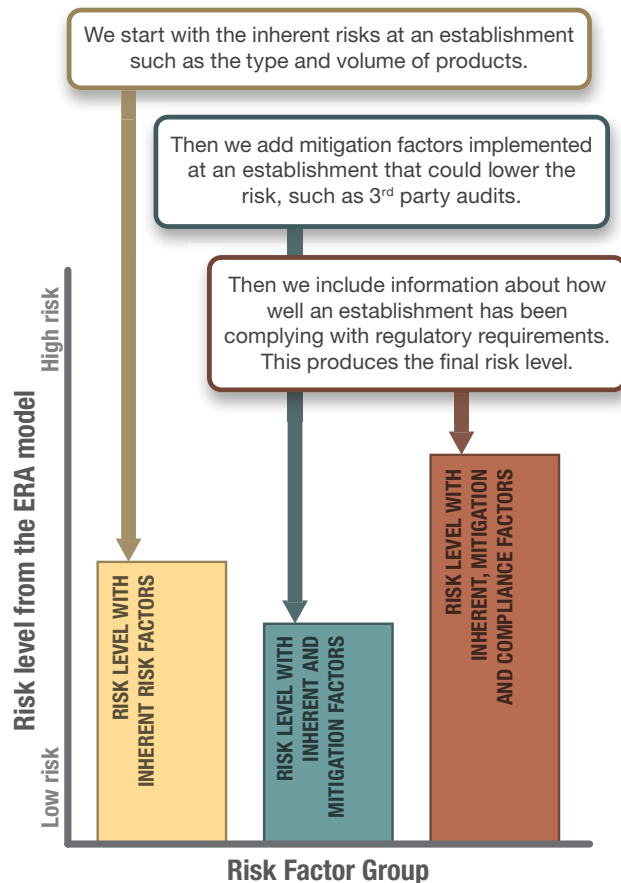 We start with the inherent risks at an establishment
such as the type and volume of products.
Then we add mitigation factors implemented
at an establishment that could lower the
risk, such as 3rd party audits.
Then we include information about how
well an establishment has been
complying with regulatory requirements.
This produces the final risk level.
Risk level from the ERA model
High risk
Low risk
RISK LEVEL WITH
INHERENT RISK FACTORS
RISK LEVEL WITH
INHERENT AND
MITIGATION FACTORS
RISK LEVEL WITH
INHERENT, MITIGATION
AND COMPLIANCE FACTORS
Risk Factor Group